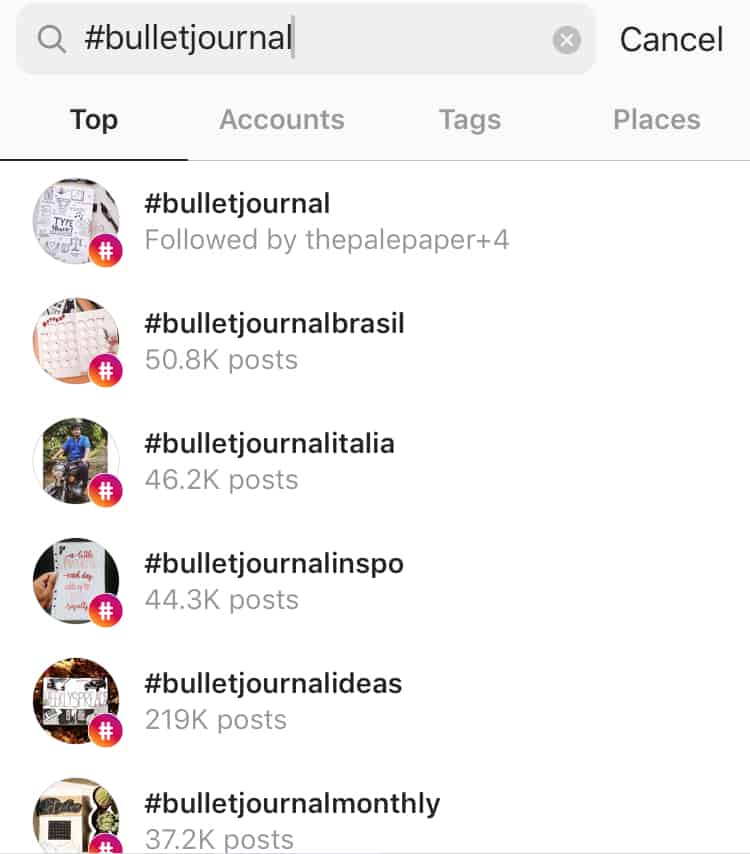 #bulletjournal
Cancel
Top Accounts Tags Places
TYPE
#
#bulletjournal
Followed by thepalepaper+4
#
#bulletjournalbrasil
50.8K posts
#
#bulletjournalitalia
46.2K posts
#
#bulletjournalinspo
44.3K posts
#
#bulletjournalideas
219K posts
#
#bulletjournalmonthly
37.2K posts
#